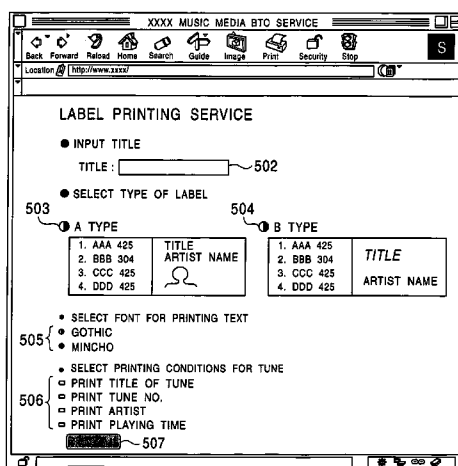 XXXX MUSIC MEDIA BTC SERVICE
Back Forward Reload Home Search Guide Image Print Security Stop
S
Location http://www.xxxx/
LABEL PRINTING SERVICE
● INPUT TITLE
TITLE : 502
● SELECT TYPE OF LABEL
503 504
A TYPE B TYPE
1. AAA 425 TITLE 1. AAA 425
2. BBB 304 ARTIST NAME 2. BBB 304 TITLE
3. CCC 425 3. CCC 425
4. DDD 425 4. DDD 425 ARTIST NAME
• SELECT FONT FOR PRINTING TEXT
505 GOTHIC
MINCHO
• SELECT PRINTING CONDITIONS FOR TUNE
PRINT TITLE OF TUNE
506 PRINT TUNE NO.
PRINT ARTIST
PRINT PLAYING TIME
507